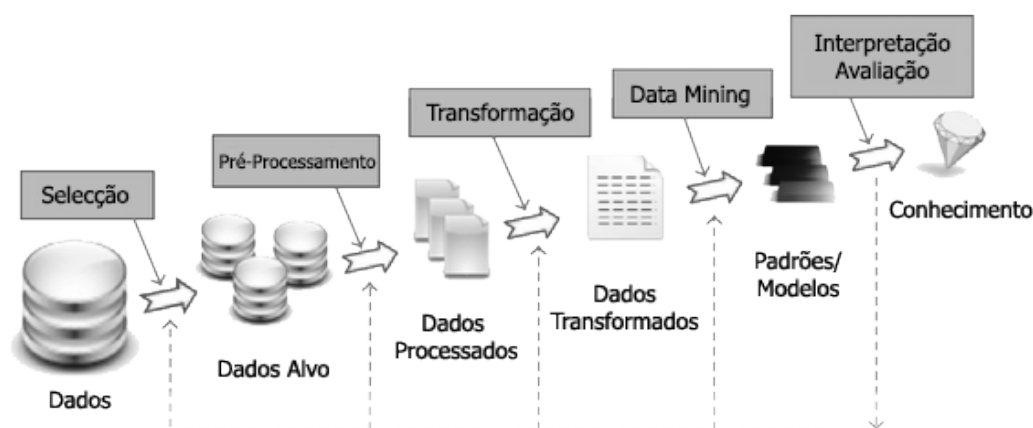 Selecção
Pré-Processamento
Transformação
Data Mining
Interpretação
Avaliação
Dados
Dados Alvo
Dados
Processados
Dados
Transformados
Padrões/
Modelos
Conhecimento